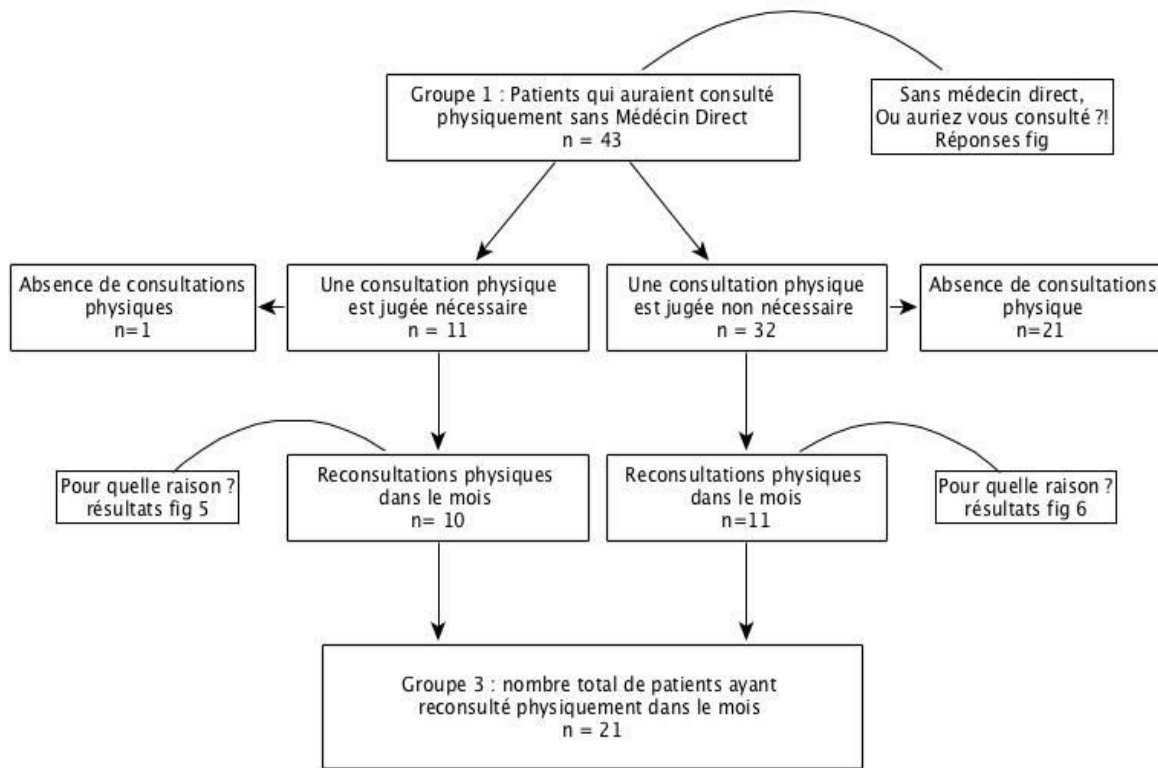 Groupe 1 : Patients qui auraient consulté
physiquement sans Médécin Direct
n = 43
Sans médecin direct,
Ou auriez vous consulté ?!
Réponses fig
Absence de consultations
physiques
n=1
Une consultation physique
est jugée nécessaire
n = 11
Une consultation physique
est jugée non nécessaire
n = 32
Absence de consultations
physique
n=21
Pour quelle raison ?
résultats fig 5
Reconsultations physiques
dans le mois
n= 10
Reconsultations physiques
dans le mois
n=11
Pour quelle raison ?
résultats fig 6
Groupe 3 : nombre total de patients ayant
reconsulté physiquement dans le mois
n = 21